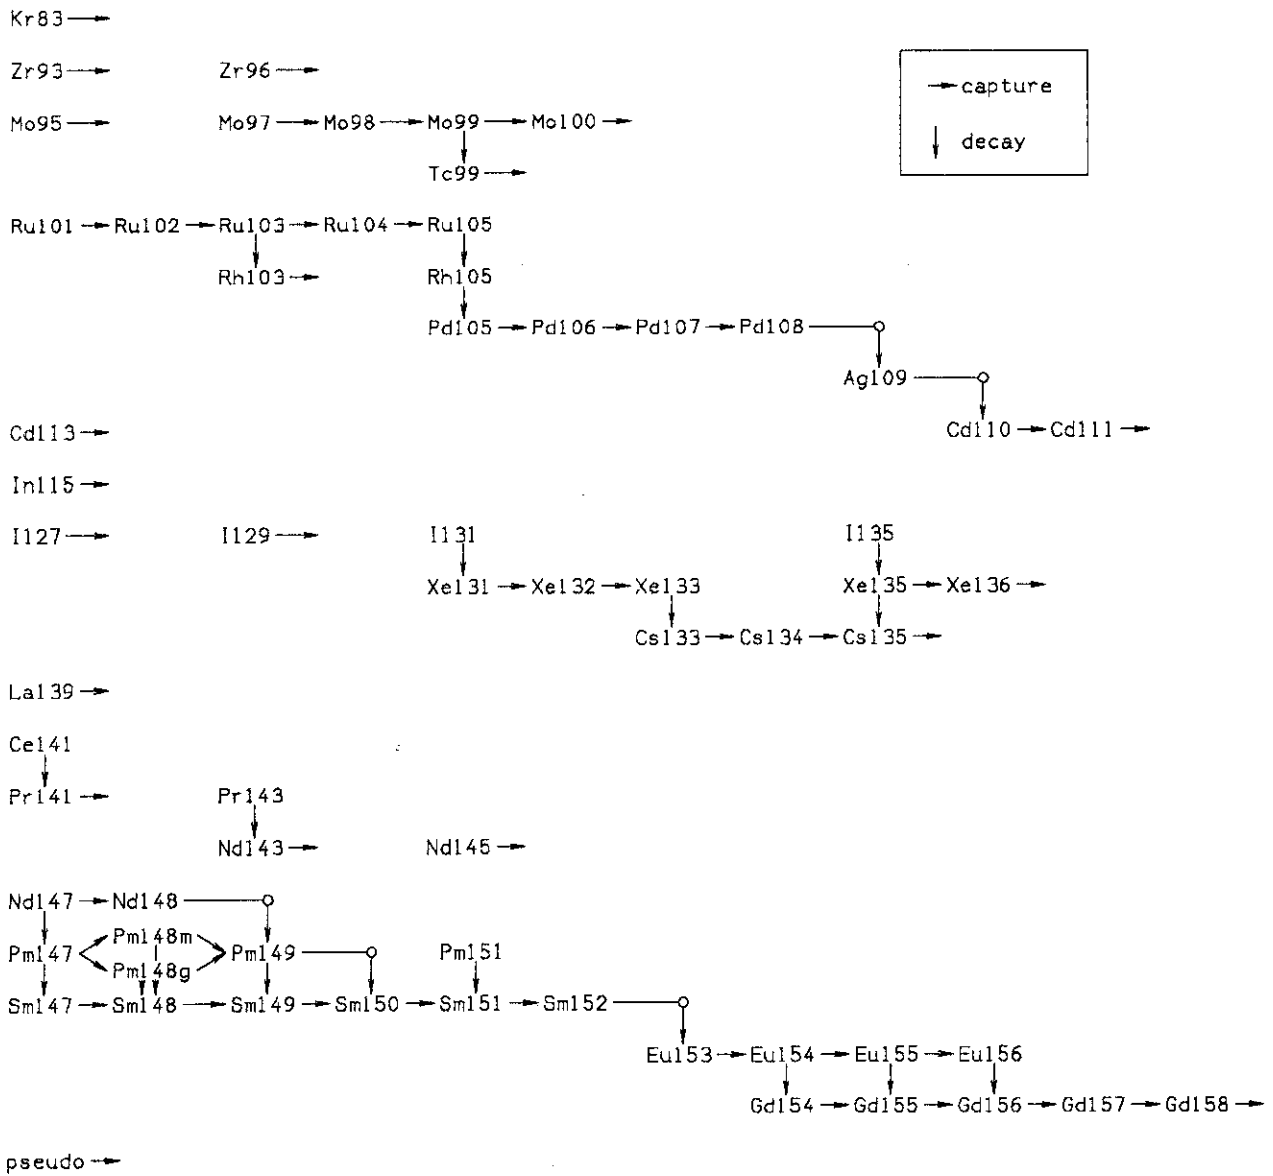 Kr83
Zr93 Zr96
capture
Mo95 Mo97 Mo98 Mo99 Mo100
decay
Tc99
Ru101 Ru102 Ru103 Ru104 Ru105
Rh103 Rh105
Pd105 Pd106 Pd107 Pd108
Ag109
Cd113 Cd110 Cd111
In115
I127 I129 I131 I135
Xe131 Xe132 Xe133 Xe135 Xe136
Cs133 Cs134 Cs135
La139
Ce141
Pr141 Pr143
Nd143 Nd145
Nd147 Nd148
Pm148m
Pm147 Pm149 Pm151
Pm148g
Sm147 Sm148 Sm149 Sm150 Sm151 Sm152
Eu153 Eu154 Eu155 Eu156
Gd154 Gd155 Gd156 Gd157 Gd158
pseudo